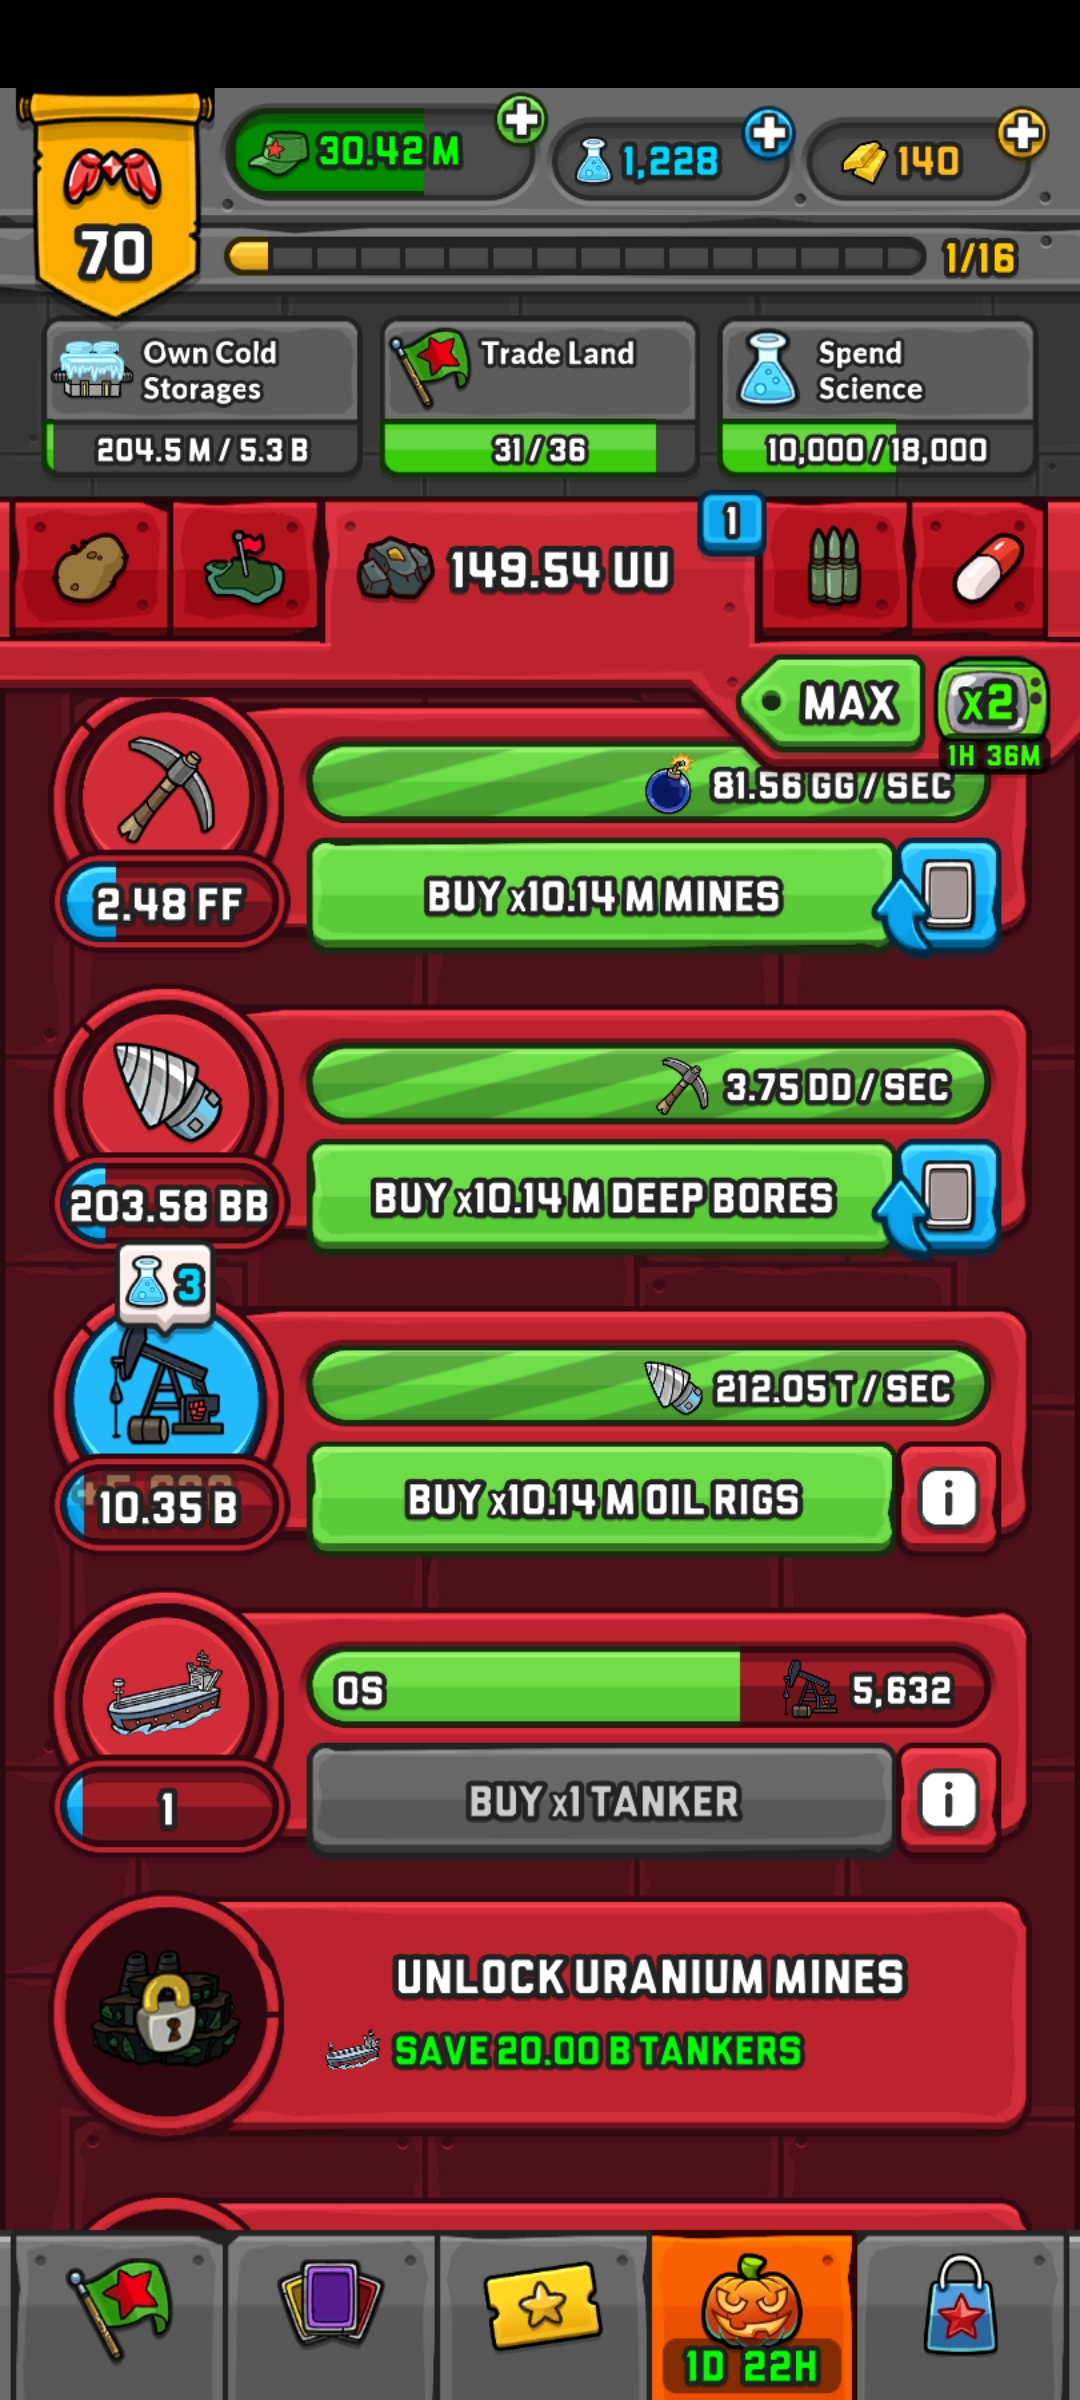 70
30.42 M
1,228
140
1/16
Own Cold
Storages
204.5 M / 5.3 B
Trade Land
31 / 36
Spend
Science
10,000 / 18,000
149.54 UU
1
MAX
x2
1H 36M
81.56 GG / SEC
2.48 FF
BUY x10.14 M MINES
3.75 DD / SEC
203.58 BB
BUY x10.14 M DEEP BORES
3
212.05 T / SEC
10.35 B
BUY x10.14 M OIL RIGS
i
0S
5,632
1
BUY x1 TANKER
i
UNLOCK URANIUM MINES
SAVE 20.00 B TANKERS
1D 22H